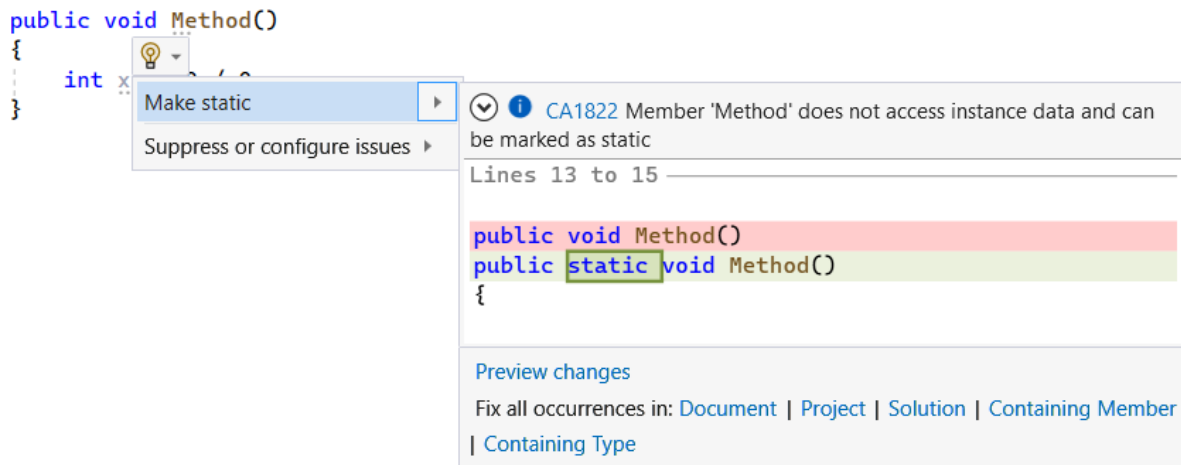 public void Method()
{
int x
}
Make static
Suppress or configure issues
CA1822 Member 'Method' does not access instance data and can
be marked as static
Lines 13 to 15
public void Method()
public static void Method()
{
Preview changes
Fix all occurrences in: Document | Project | Solution | Containing Member
| Containing Type